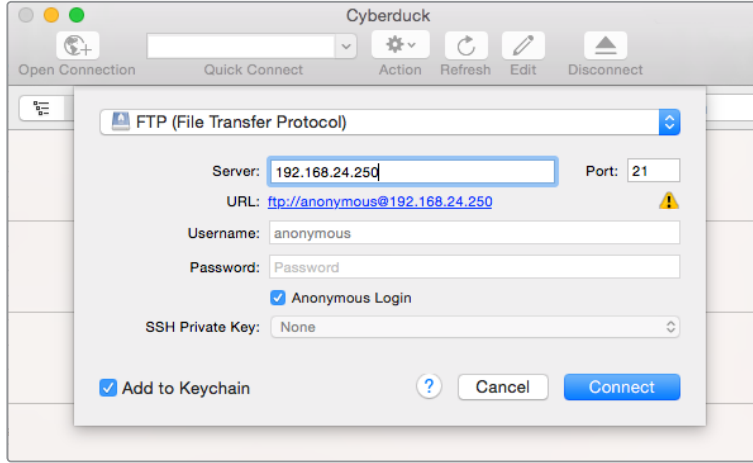 Cyberduck
Open Connection Quick Connect Action Refresh Edit Disconnect
FTP (File Transfer Protocol)
Server: 192.168.24.250 Port: 21
URL: ftp://anonymous@192.168.24.250
Username: anonymous
Password: Password
Anonymous Login
SSH Private Key: None
Add to Keychain ? Cancel Connect